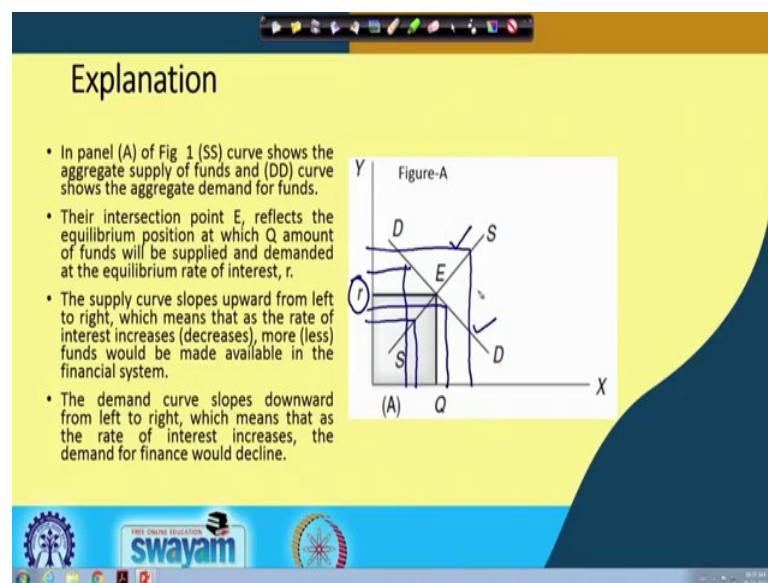 Explanation
• In panel (A) of Fig 1 (SS) curve shows the
aggregate supply of funds and (DD) curve
shows the aggregate demand for funds.
• Their intersection point E, reflects the
equilibrium position at which Q amount
of funds will be supplied and demanded
at the equilibrium rate of interest, r.
• The supply curve slopes upward from left
to right, which means that as the rate of
interest increases (decreases), more (less)
funds would be made available in the
financial system.
• The demand curve slopes downward
from left to right, which means that as
the rate of interest increases, the
demand for finance would decline.
Y
Figure-A
D
S
E
r
S
D
X
(A)
Q
FREE ONLINE EDUCATION
swayam